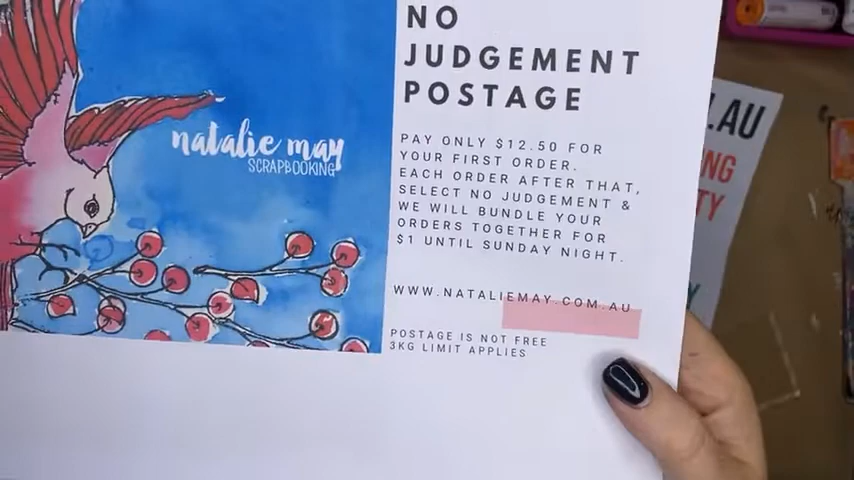 NO
JUDGEMENT
POSTAGE
natalie may
SCRAPBOOKING
PAY ONLY $12.50 FOR
YOUR FIRST ORDER.
EACH ORDER AFTER THAT,
SELECT NO JUDGEMENT &
WE WILL BUNDLE YOUR
ORDERS TOGETHER FOR
$1 UNTIL SUNDAY NIGHT.
WWW.NATALIEMAY.COM.AU
POSTAGE IS NOT FREE
3KG LIMIT APPLIES
.AU